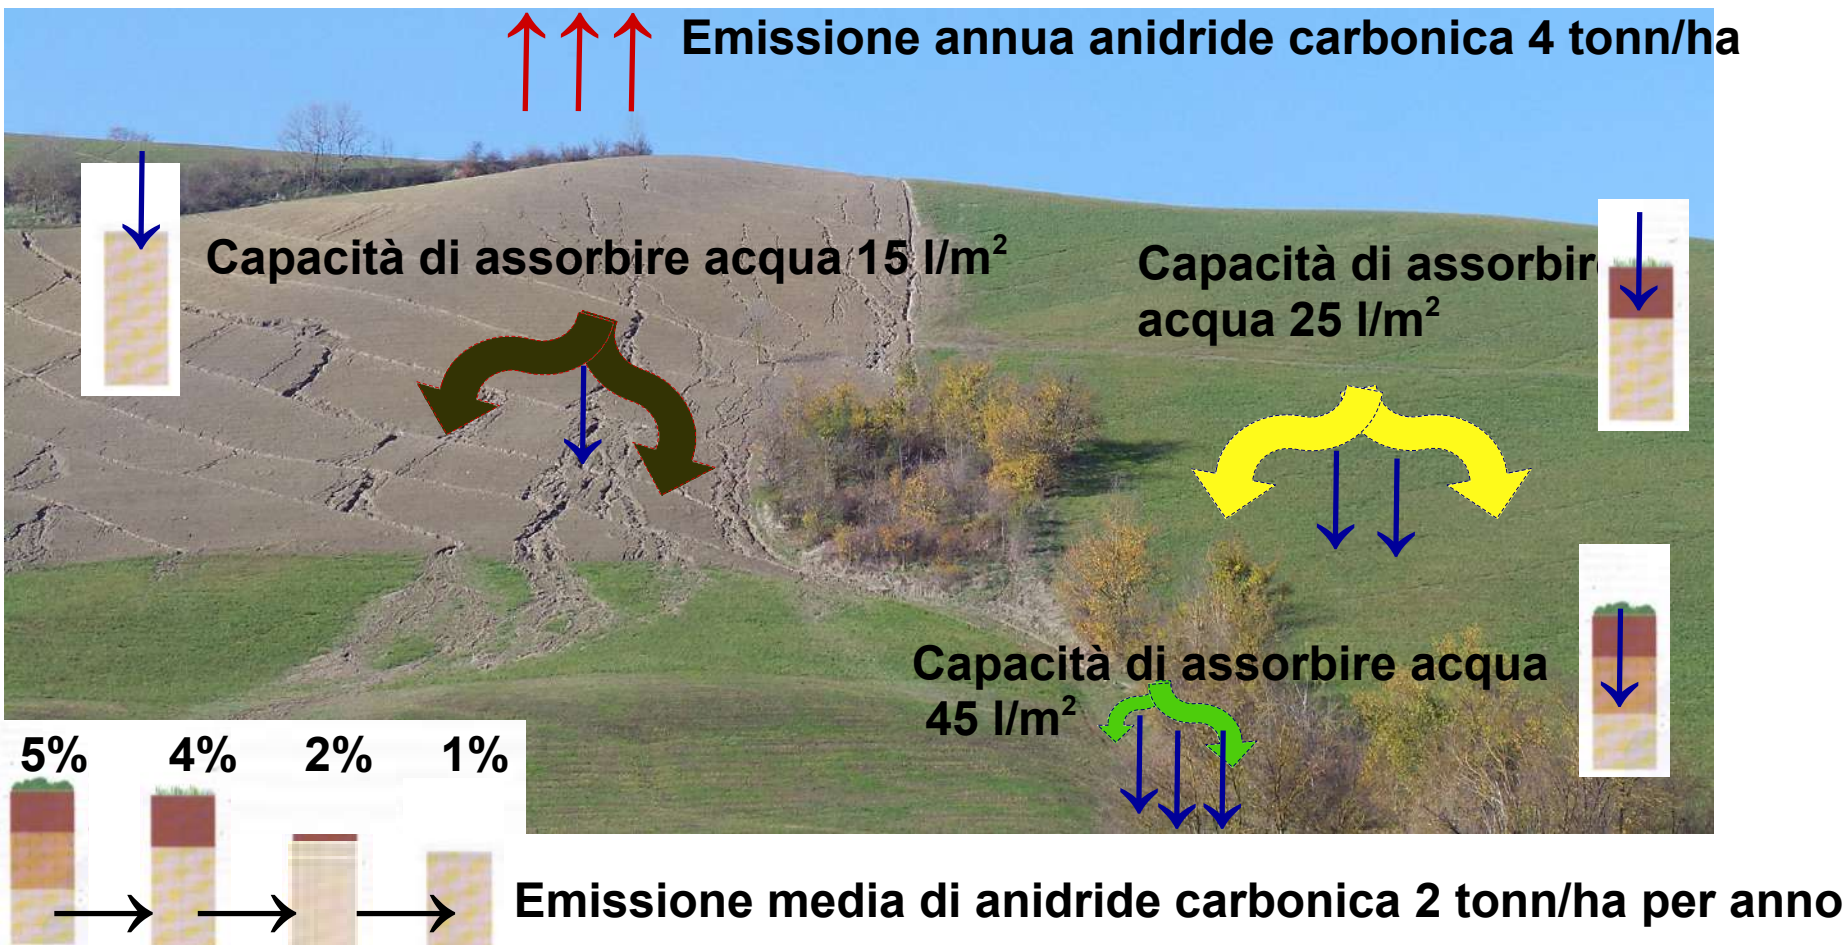 Emissione annua anidride carbonica 4 tonn/ha
Capacità di assorbire acqua 15 l/m²
Capacità di assorbir
acqua 25 l/m²
Capacità di assorbire acqua
45 l/m²
5% 4% 2% 1%
Emissione media di anidride carbonica 2 tonn/ha per anno